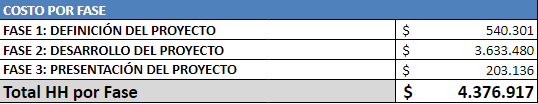 COSTO POR FASE
FASE 1: DEFINICIÓN DEL PROYECTO $ 540.301
FASE 2: DESARROLLO DEL PROYECTO $ 3.633.480
FASE 3: PRESENTACIÓN DEL PROYECTO $ 203.136
Total HH por Fase $ 4.376.917